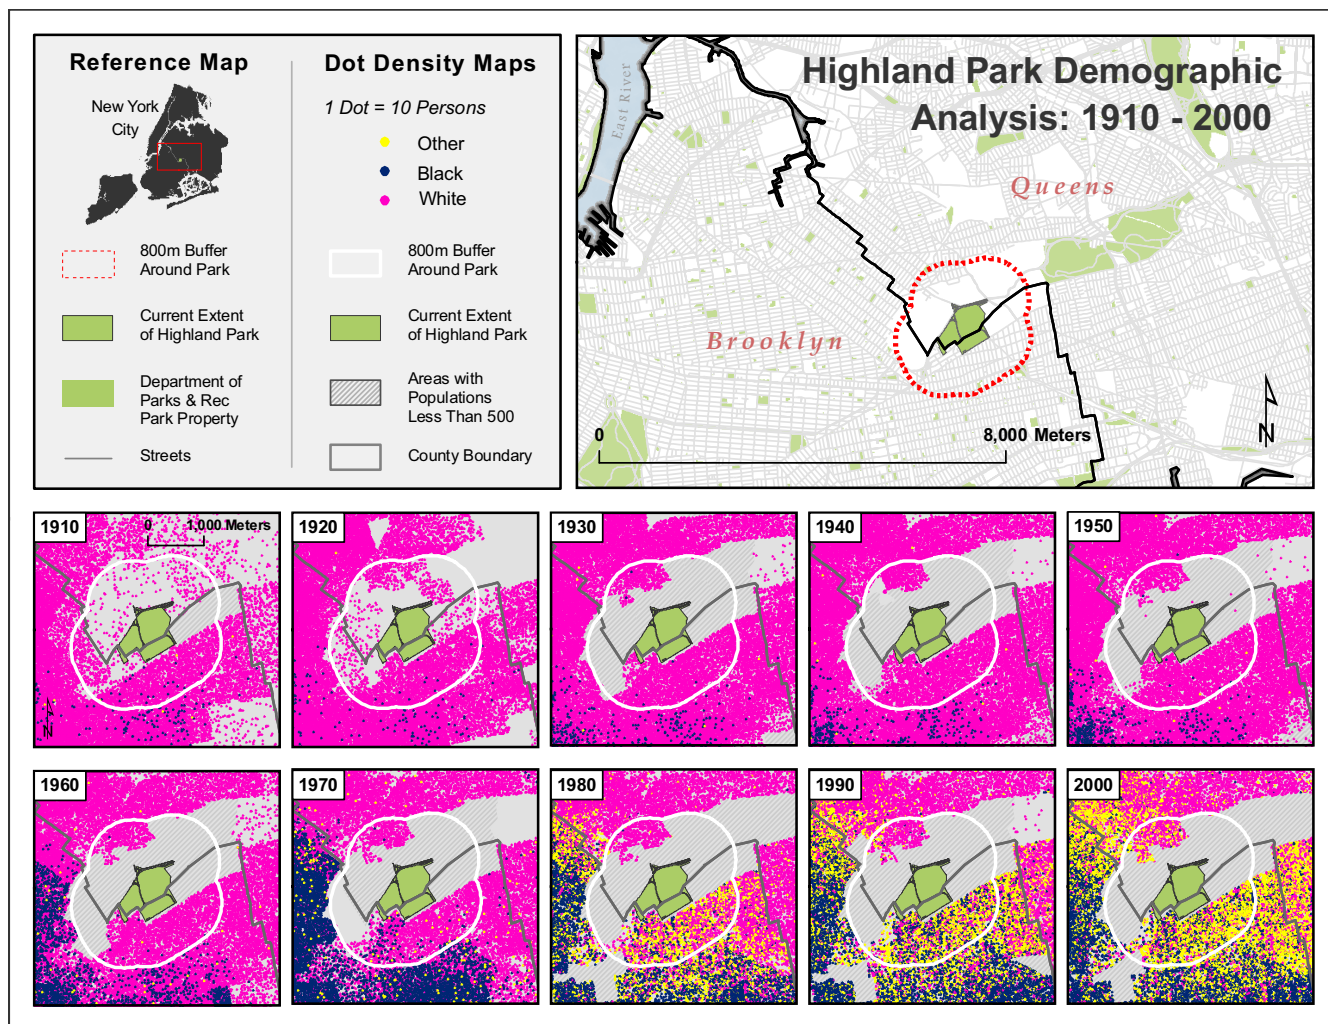 Reference Map
New York
City
800m Buffer
Around Park
Current Extent
of Highland Park
Department of
Parks & Rec
Park Property
Streets
Dot Density Maps
1 Dot = 10 Persons
Other
Black
White
800m Buffer
Around Park
Current Extent
of Highland Park
Areas with
Populations
Less Than 500
County Boundary
Highland Park Demographic
Analysis: 1910 - 2000
East River
Queens
Brooklyn
0
8,000 Meters
N
1910
0
1,000 Meters
N
1920
1930
1940
1950
1960
1970
1980
1990
2000